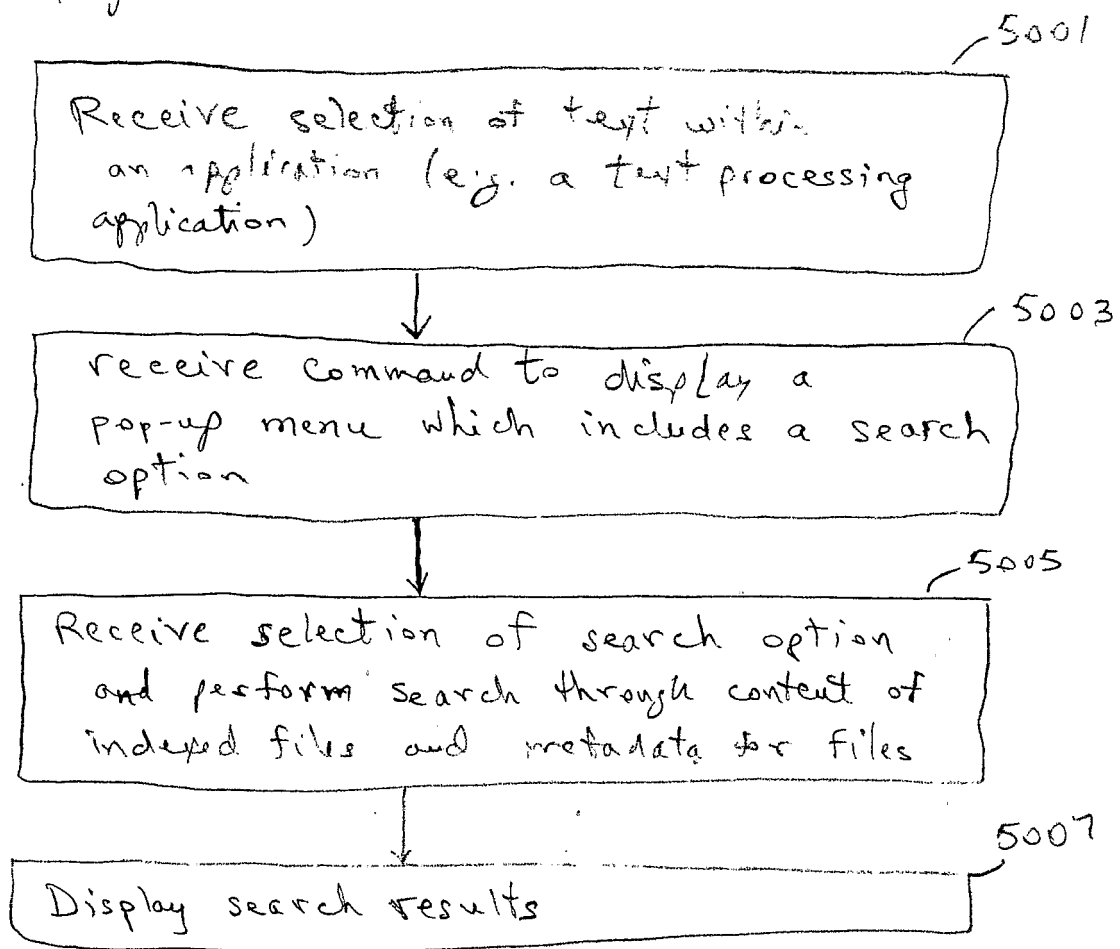 5001
Receive selection of text within
an application (e.g. a text processing
application)
5003
receive command to display a
pop-up menu which includes a search
option
5005
Receive selection of search option
and perform search through content of
indexed files and metadata for files
5007
Display search results